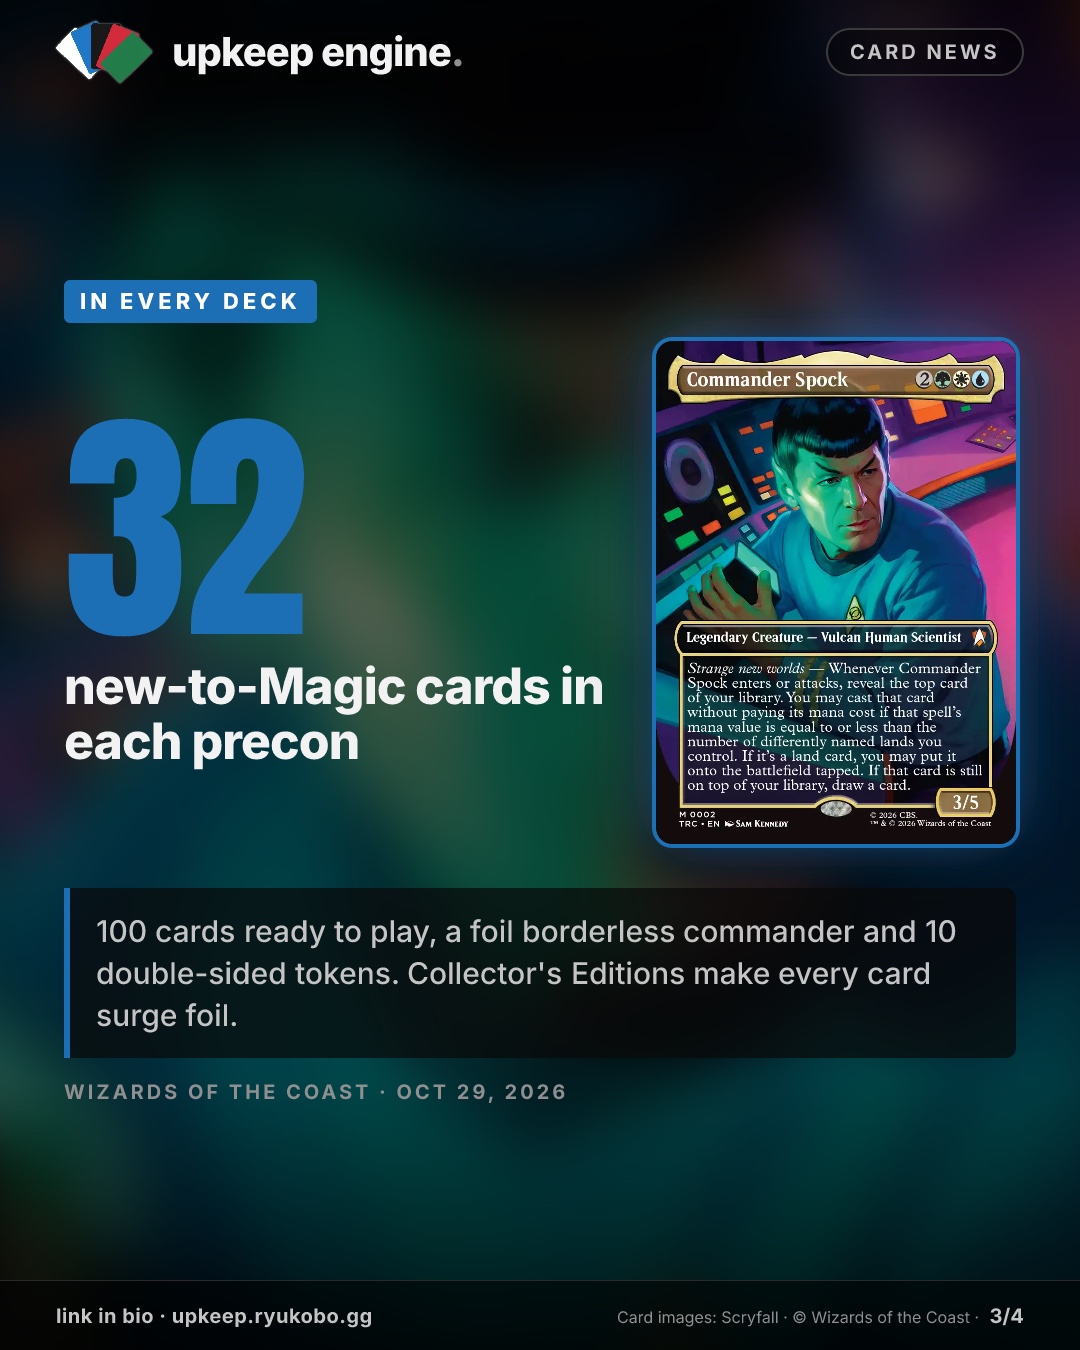 upkeep engine.
CARD NEWS
IN EVERY DECK
32
new-to-Magic cards in
each precon
Commander Spock
2
Legendary Creature — Vulcan Human Scientist
Strange new worlds — Whenever Commander
Spock enters or attacks, reveal the top card
of your library. You may cast that card
without paying its mana cost if that spell's
mana value is equal to or less than the
number of differently named lands you
control. If it's a land card, you may put it
onto the battlefield tapped. If that card is still
on top of your library, draw a card.
3/5
M 0002
TRC • EN SAM KENNEDY
© 2026 CBS.
™ & © 2026 Wizards of the Coast
100 cards ready to play, a foil borderless commander and 10
double-sided tokens. Collector's Editions make every card
surge foil.
WIZARDS OF THE COAST · OCT 29, 2026
link in bio · upkeep.ryukobo.gg
Card images: Scryfall · © Wizards of the Coast · 3/4